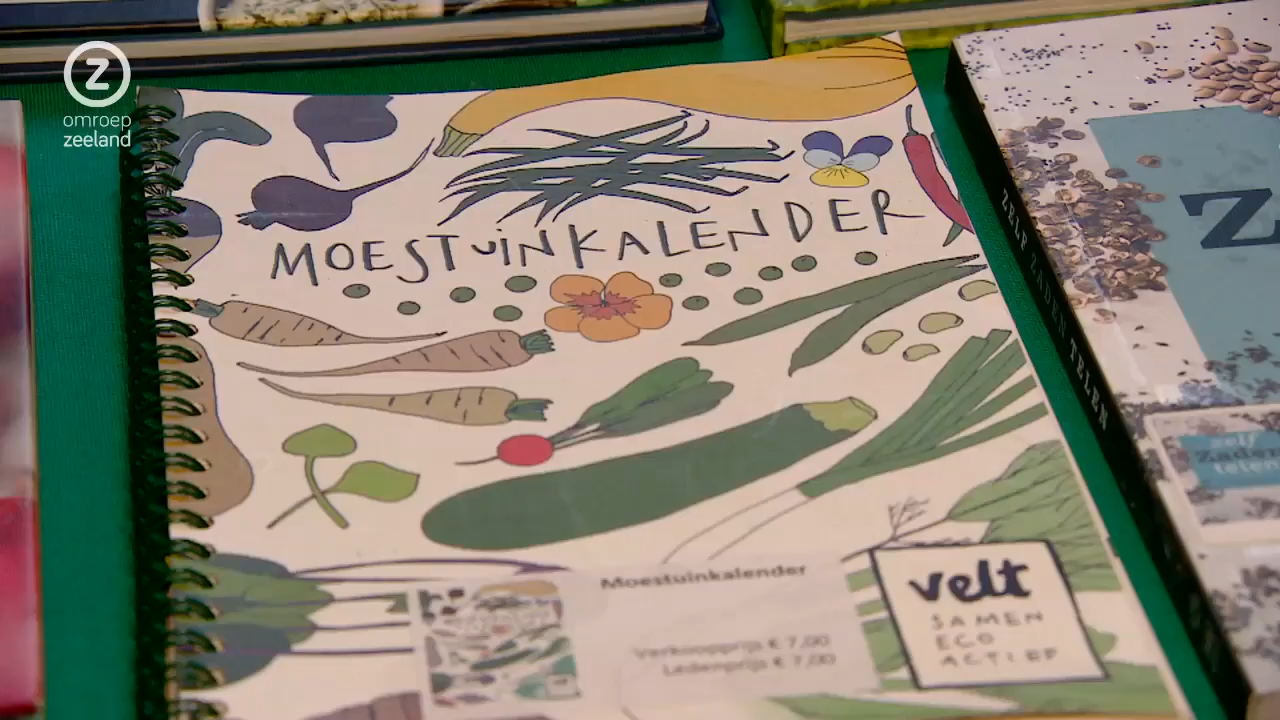 Z
omroep
zeeland
MOESTUINKALENDER
ZELF ZADEN TELEN
Z
zelf
Zaden
telen
Moestuinkalender
Verkoopprijs € 7,00
Ledenprijs € 7,00
velt
SAMEN
ECO
ACTIEF